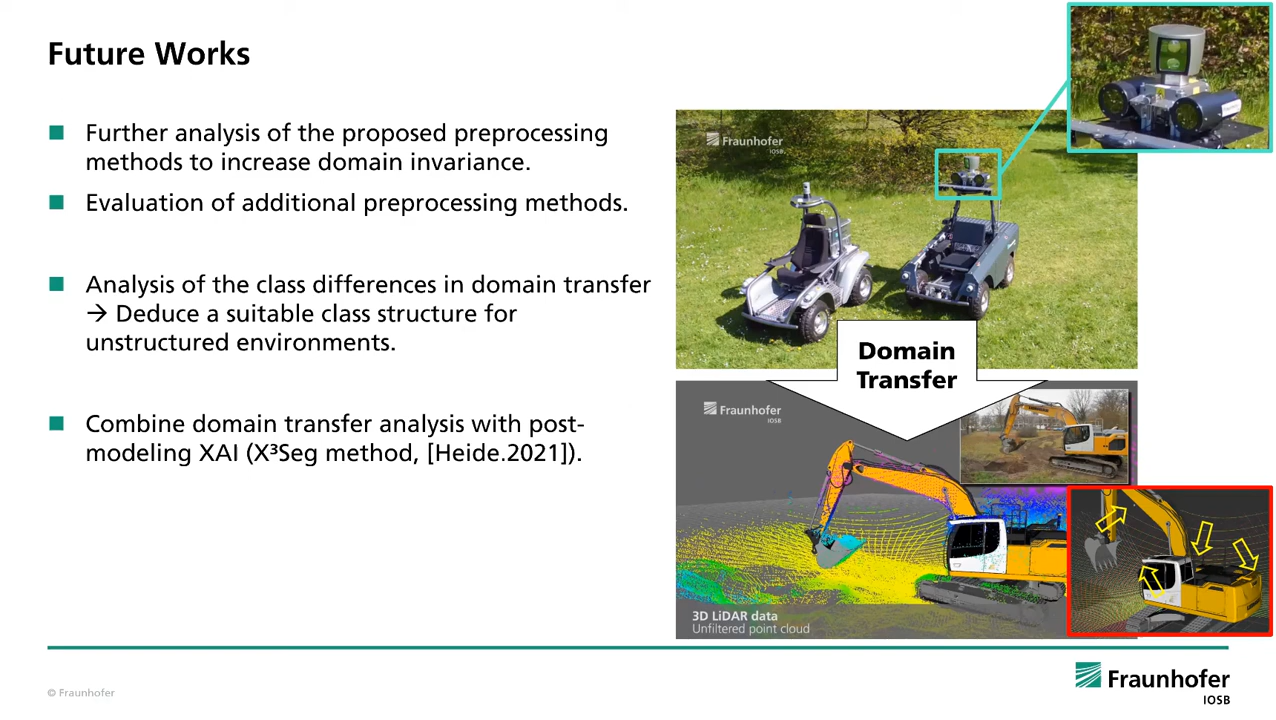 Future Works
Further analysis of the proposed preprocessing
methods to increase domain invariance.
Evaluation of additional preprocessing methods.
Analysis of the class differences in domain transfer
→ Deduce a suitable class structure for
unstructured environments.
Combine domain transfer analysis with post-
modeling XAI (X³Seg method, [Heide.2021]).
Fraunhofer
IOSB
Domain
Transfer
Fraunhofer
IOSB
3D LiDAR data
Unfiltered point cloud
© Fraunhofer
Fraunhofer
IOSB